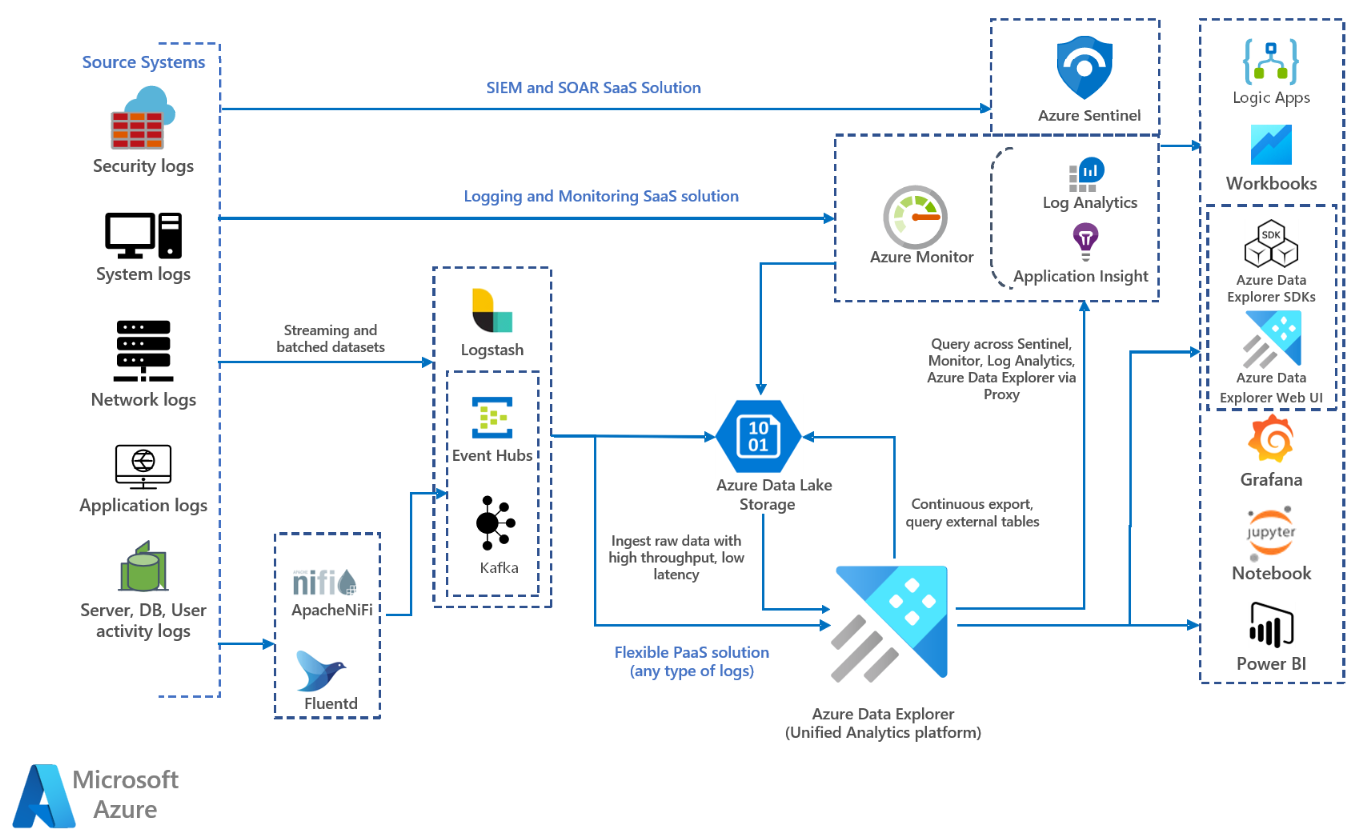 Source Systems
Security logs
System logs
Network logs
Application logs
Server, DB, User
activity logs
SIEM and SOAR SaaS Solution
Logging and Monitoring SaaS solution
Streaming and
batched datasets
nifi
ApacheNiFi
Fluentd
Logstash
Event Hubs
Kafka
Azure Sentinel
Azure Monitor
Log Analytics
Application Insight
10
01
Azure Data Lake
Storage
Ingest raw data with
high throughput, low
latency
Continuous export,
query external tables
Query across Sentinel,
Monitor, Log Analytics,
Azure Data Explorer via
Proxy
Flexible PaaS solution
(any type of logs)
Azure Data Explorer
(Unified Analytics platform)
Logic Apps
Workbooks
SDK
Azure Data
Explorer SDKs
Azure Data
Explorer Web UI
Grafana
jupyter
Notebook
Power BI
Microsoft
Azure